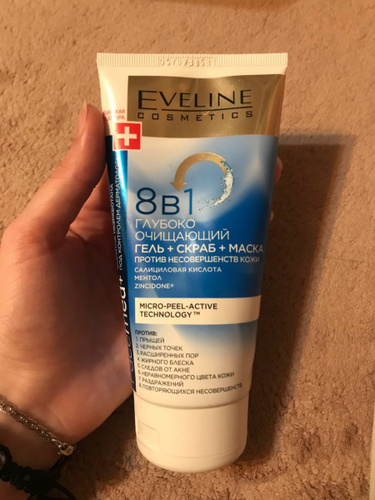 EVELINE
COSMETICS
8в1
ГЛУБОКО
ОЧИЩАЮЩИЙ
ГЕЛЬ + СКРАБ + МАСКА
ПРОТИВ НЕСОВЕРШЕНСТВ КОЖИ
САЛИЦИЛОВАЯ КИСЛОТА
МЕНТОЛ
ZINCIDONE®
MICRO-PEEL-ACTIVE
TECHNOLOGY™
ПРОТИВ:
1 ПРЫЩЕЙ
2 ЧЕРНЫХ ТОЧЕК
3 РАСШИРЕННЫХ ПОР
4 ЖИРНОГО БЛЕСКА
5 СЛЕДОВ ОТ АКНЕ
6 НЕРАВНОМЕРНОГО ЦВЕТА КОЖИ
7 РАЗДРАЖЕНИЙ
8 ПОВТОРЯЮЩИХСЯ НЕСОВЕРШЕНСТВ
ПОД КОНТРОЛЕМ